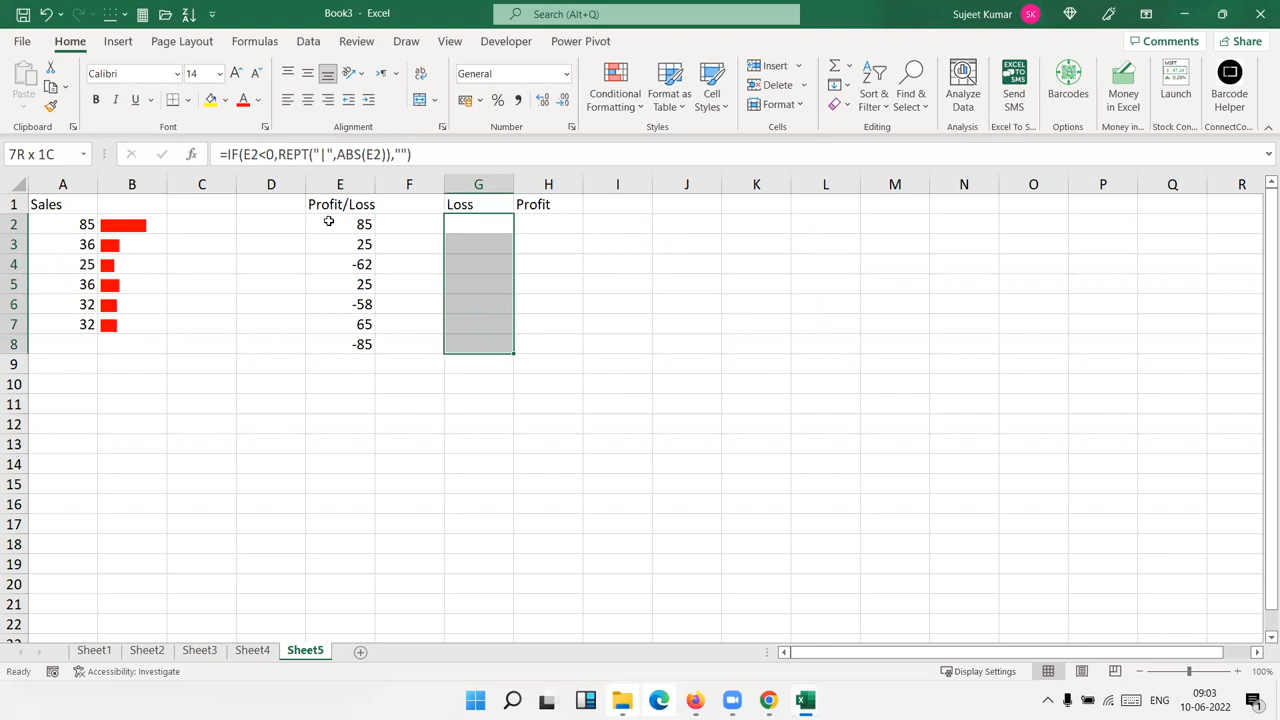 Book3 - Excel
Search (Alt+Q)
Sujeet Kumar
SK
File
Home
Insert
Page Layout
Formulas
Data
Review
Draw
View
Developer
Power Pivot
Comments
Share
Paste
Clipboard
Calibri
14
B
I
U
Font
Alignment
General
Number
Conditional
Formatting
Format as
Table
Cell
Styles
Styles
Insert
Delete
Format
Cells
Sort &
Filter
Find &
Select
Editing
Analyze
Data
Analysis
Send
SMS
Excel To S...
Barcodes
Options
Money
in Excel
Money in...
Launch
Stock Con...
Barcode
Helper
ConnectCo...
7R x 1C
fx
=IF(E2<0,REPT("|",ABS(E2)),"")
A B C D E F G H I J K L M N O P Q R
1 Sales Profit/Loss Loss Profit
2 85 85
3 36 25
4 25 -62
5 36 25
6 32 -58
7 32 65
8 -85
9
10
11
12
13
14
15
16
17
18
19
20
21
22
Sheet1
Sheet2
Sheet3
Sheet4
Sheet5
Ready
Accessibility: Investigate
Display Settings
100%
ENG
09:03
10-06-2022